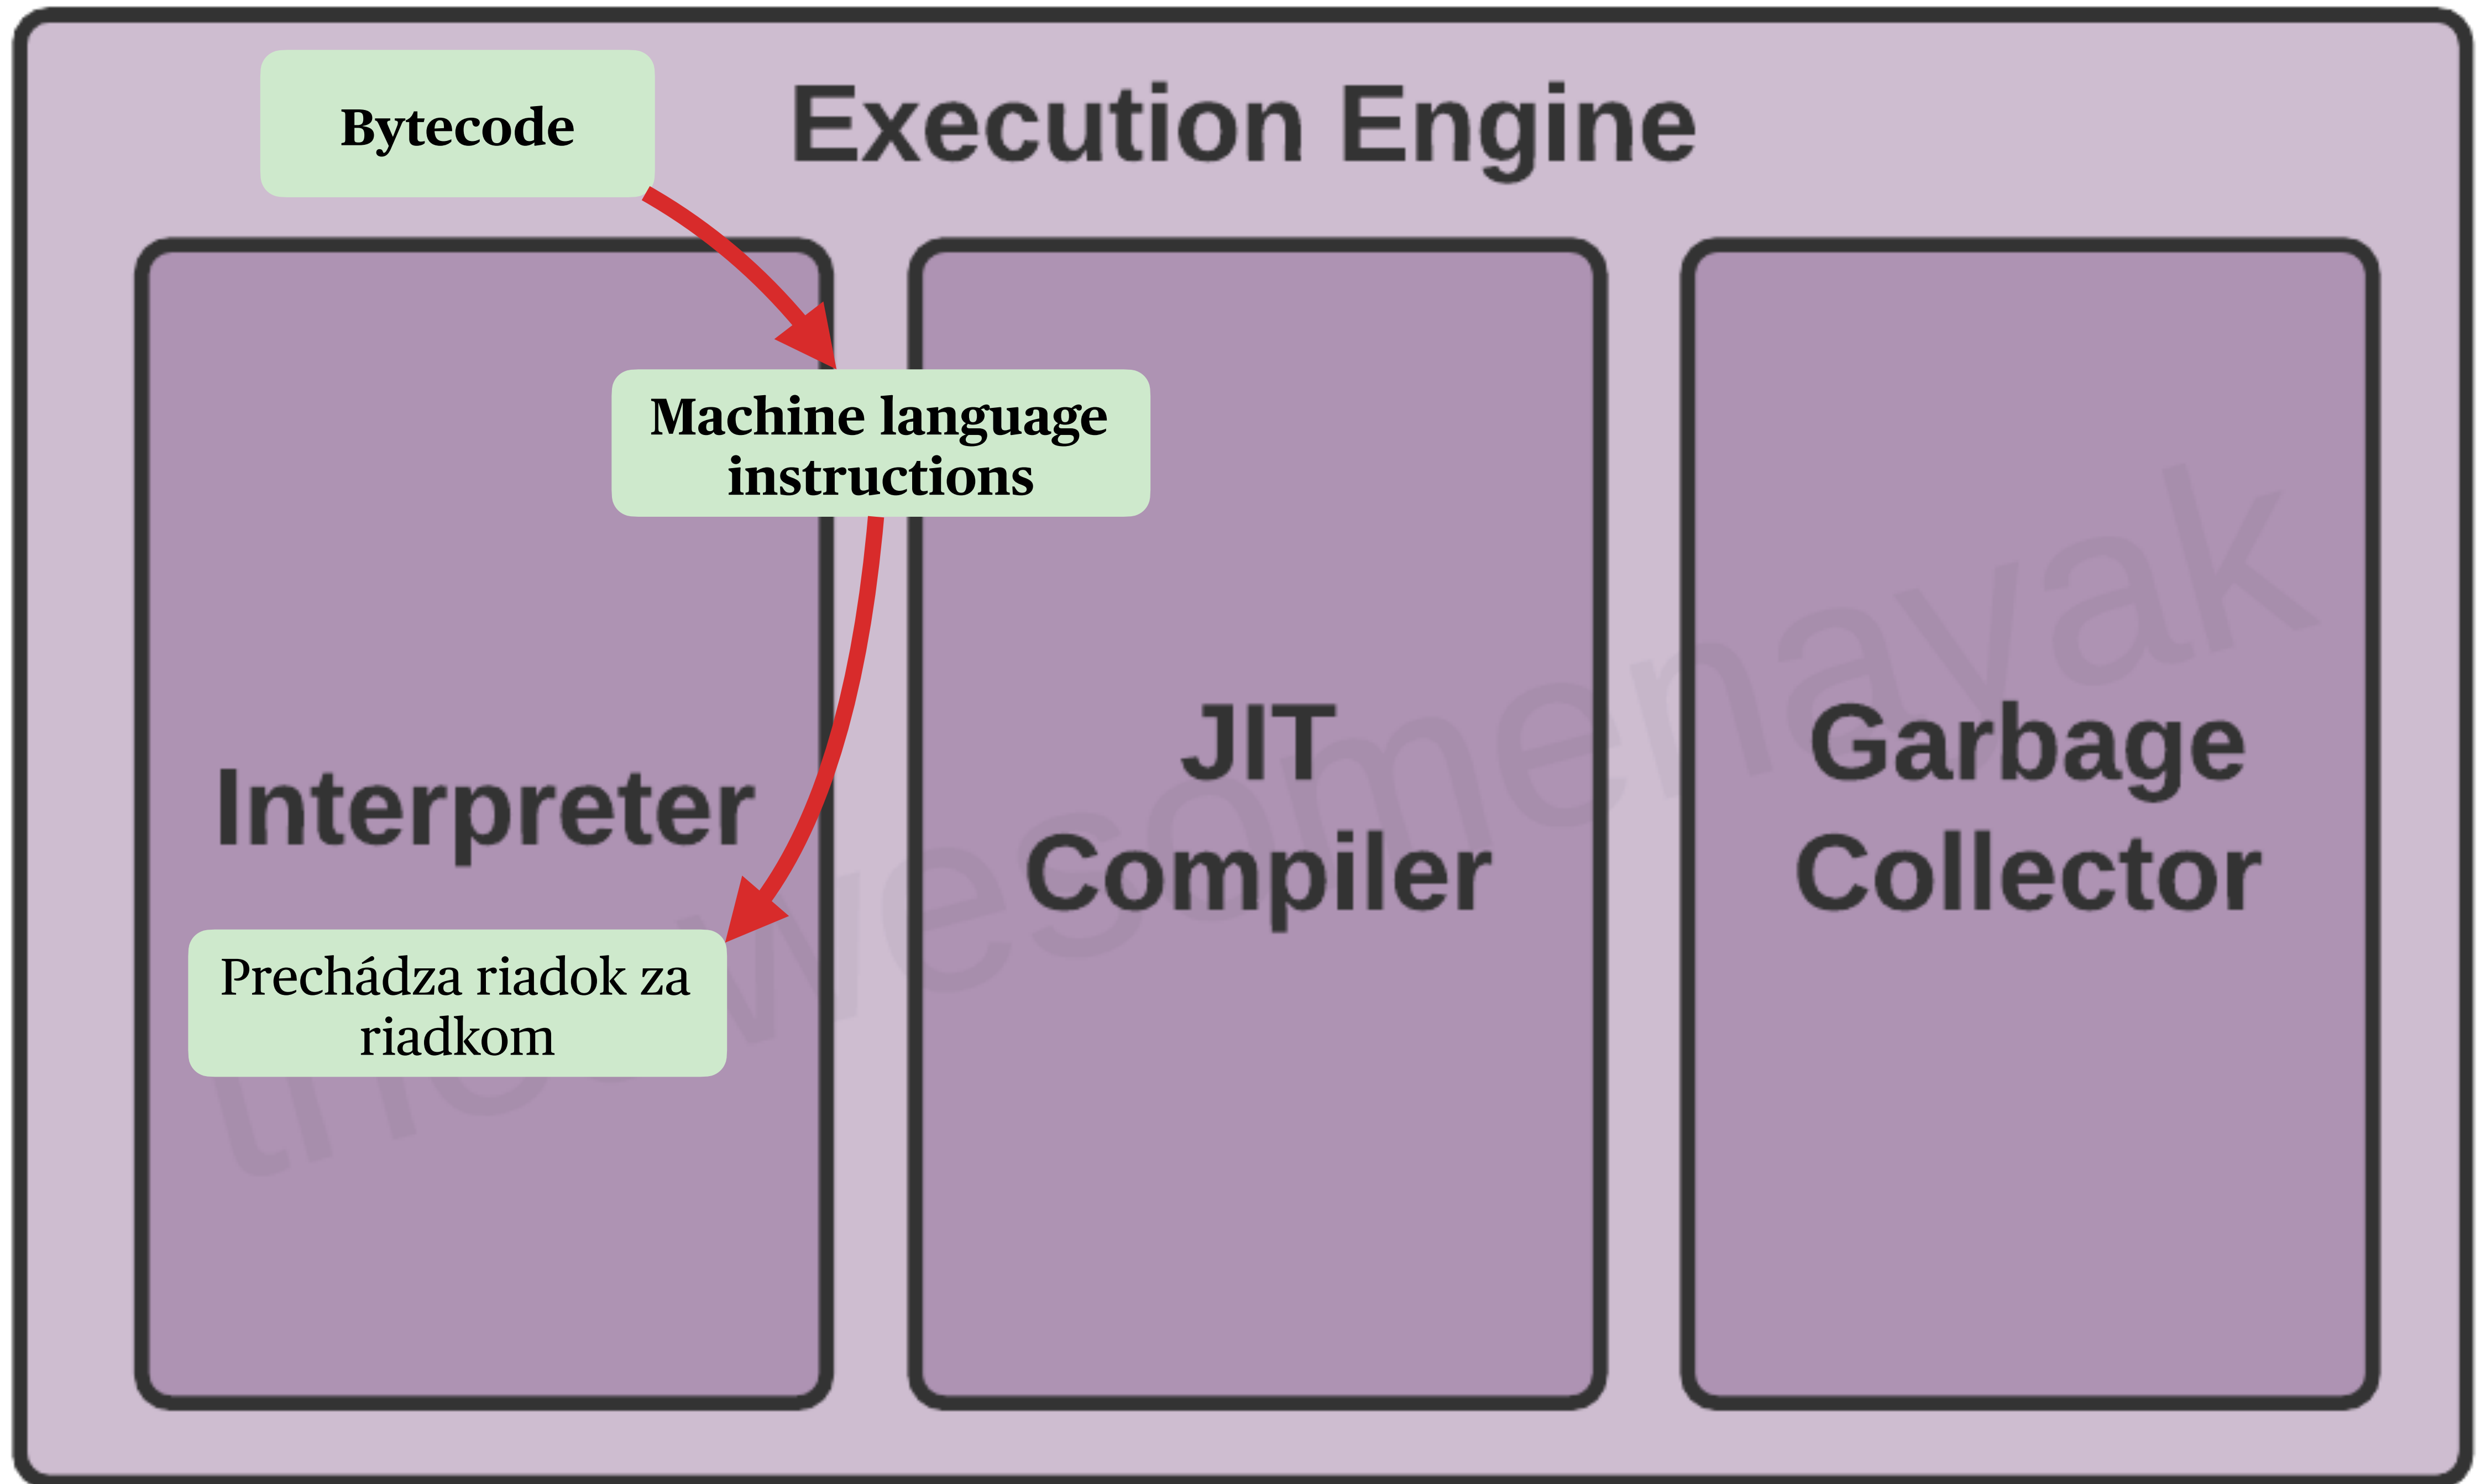 Bytecode
Execution Engine
Machine language
instructions
Interpreter
Prechádza riadok za
riadkom
JIT
Compiler
Garbage
Collector